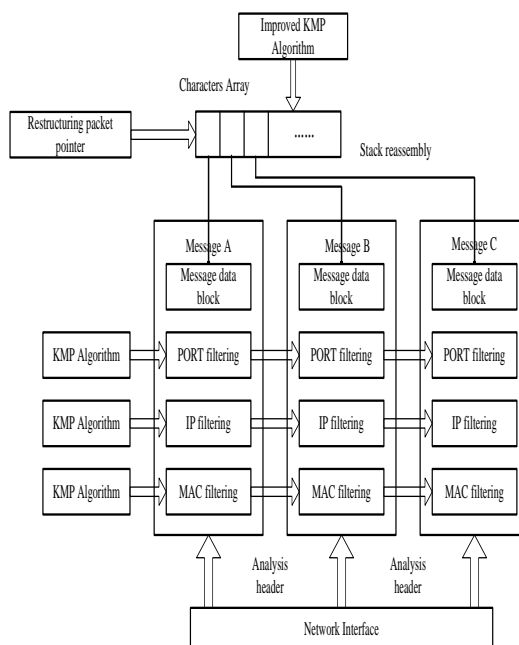 Improved KMP
Algorithm
Characters Array
Restructuring packet
pointer
......
Stack reassembly
Message A
Message B
Message C
Message data
block
Message data
block
Message data
block
KMP Algorithm
PORT filtering
PORT filtering
PORT filtering
KMP Algorithm
IP filtering
IP filtering
IP filtering
KMP Algorithm
MAC filtering
MAC filtering
MAC filtering
Analysis
header
Analysis
header
Network Interface